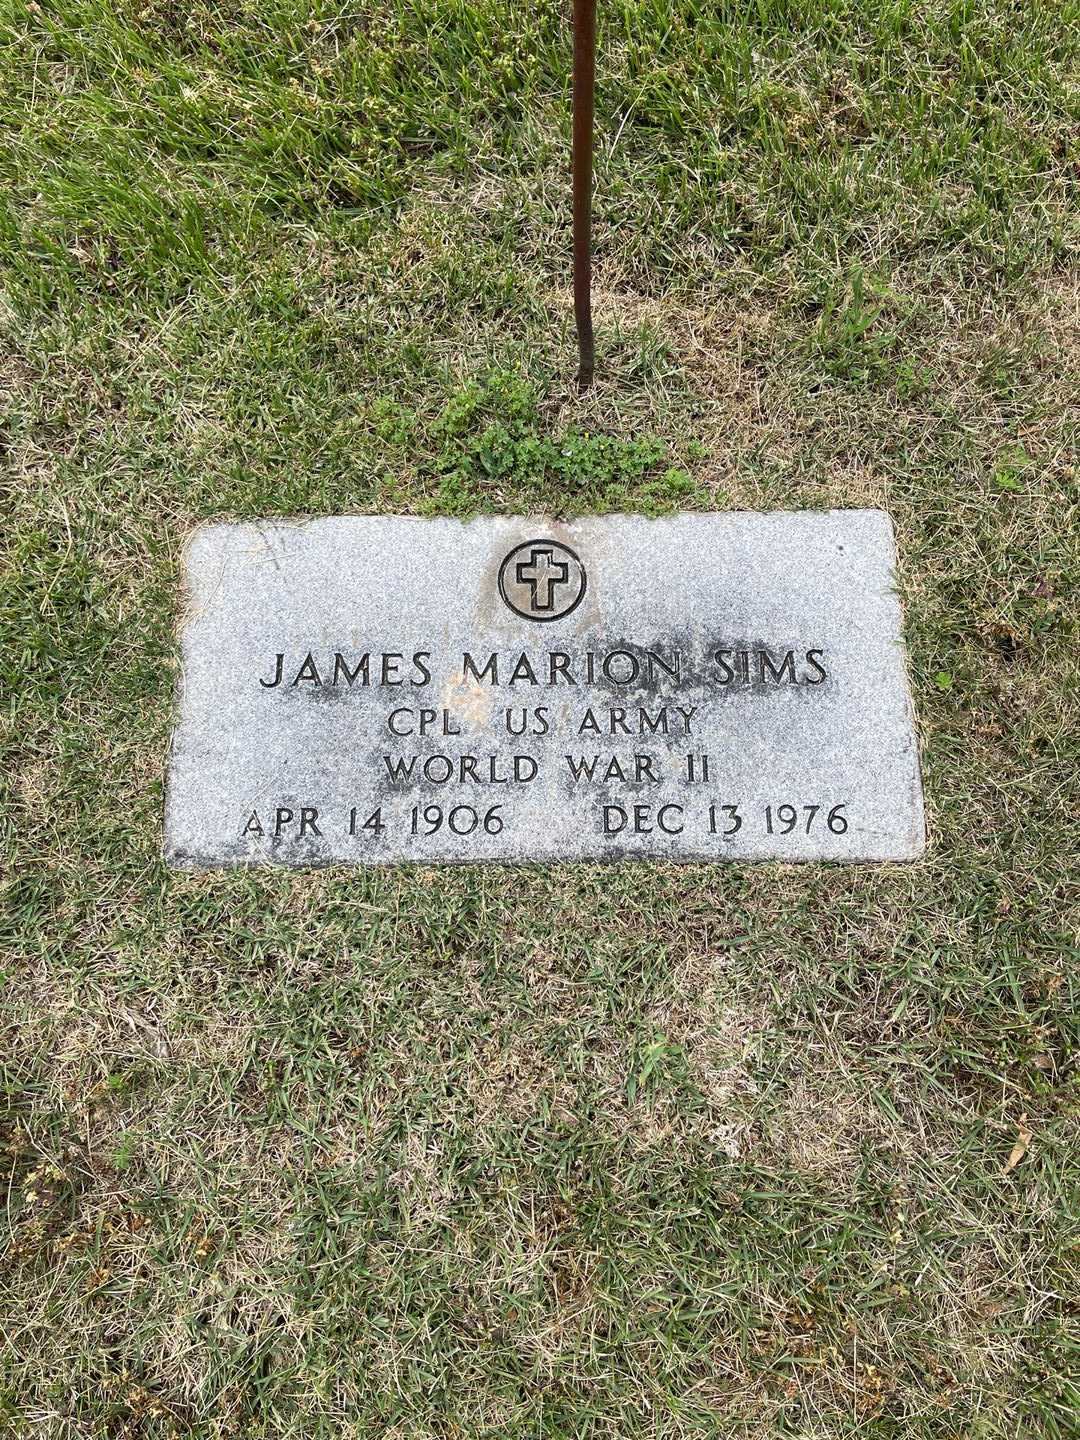 JAMES MARION SIMS
CPL US ARMY
WORLD WAR II
APR 14 1906 DEC 13 1976